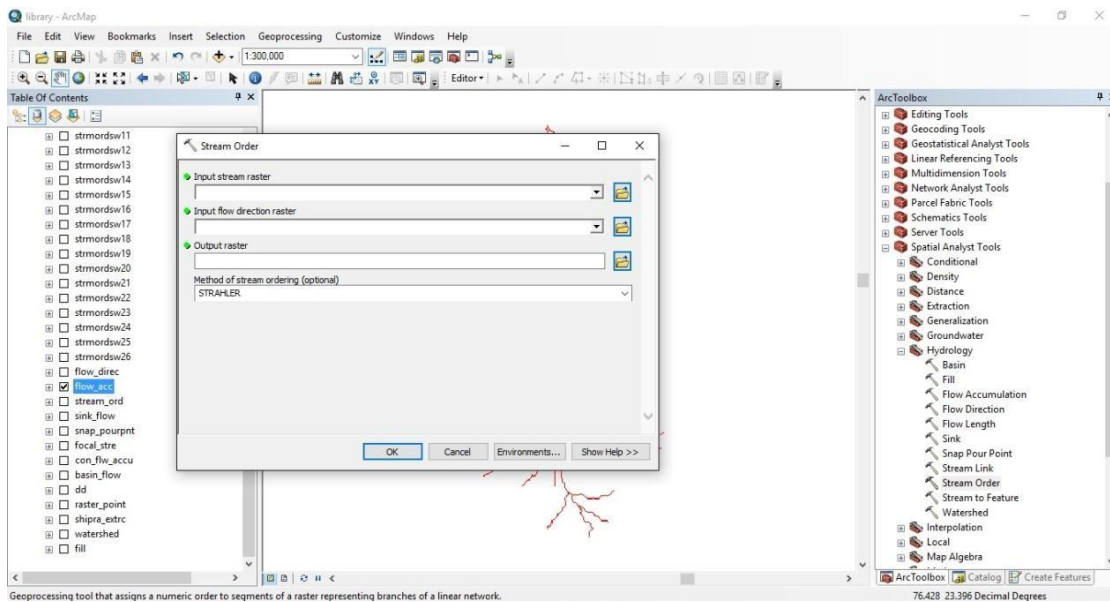 library - ArcMap
File Edit View Bookmarks Insert Selection Geoprocessing Customize Windows Help
1:300,000
Editor
Table Of Contents
strmordsw11
strmordsw12
strmordsw13
strmordsw14
strmordsw15
strmordsw16
strmordsw17
strmordsw18
strmordsw19
strmordsw20
strmordsw21
strmordsw22
strmordsw23
strmordsw24
strmordsw25
strmordsw26
flow_direc
flow_acc
stream_ord
sink_flow
snap_pourpnt
focal_stre
con_flw_accu
basin_flow
dd
raster_point
shipra_extrc
watershed
fill
Stream Order
Input stream raster
Input flow direction raster
Output raster
Method of stream ordering (optional)
STRAHLER
OK Cancel Environments... Show Help >>
ArcToolbox
Editing Tools
Geocoding Tools
Geostatistical Analyst Tools
Linear Referencing Tools
Multidimension Tools
Network Analyst Tools
Parcel Fabric Tools
Schematics Tools
Server Tools
Spatial Analyst Tools
Conditional
Density
Distance
Extraction
Generalization
Groundwater
Hydrology
Basin
Fill
Flow Accumulation
Flow Direction
Flow Length
Sink
Snap Pour Point
Stream Link
Stream Order
Stream to Feature
Watershed
Interpolation
Local
Map Algebra
ArcToolbox Catalog Create Features
Geoprocessing tool that assigns a numeric order to segments of a raster representing branches of a linear network.
76.428 23.396 Decimal Degrees